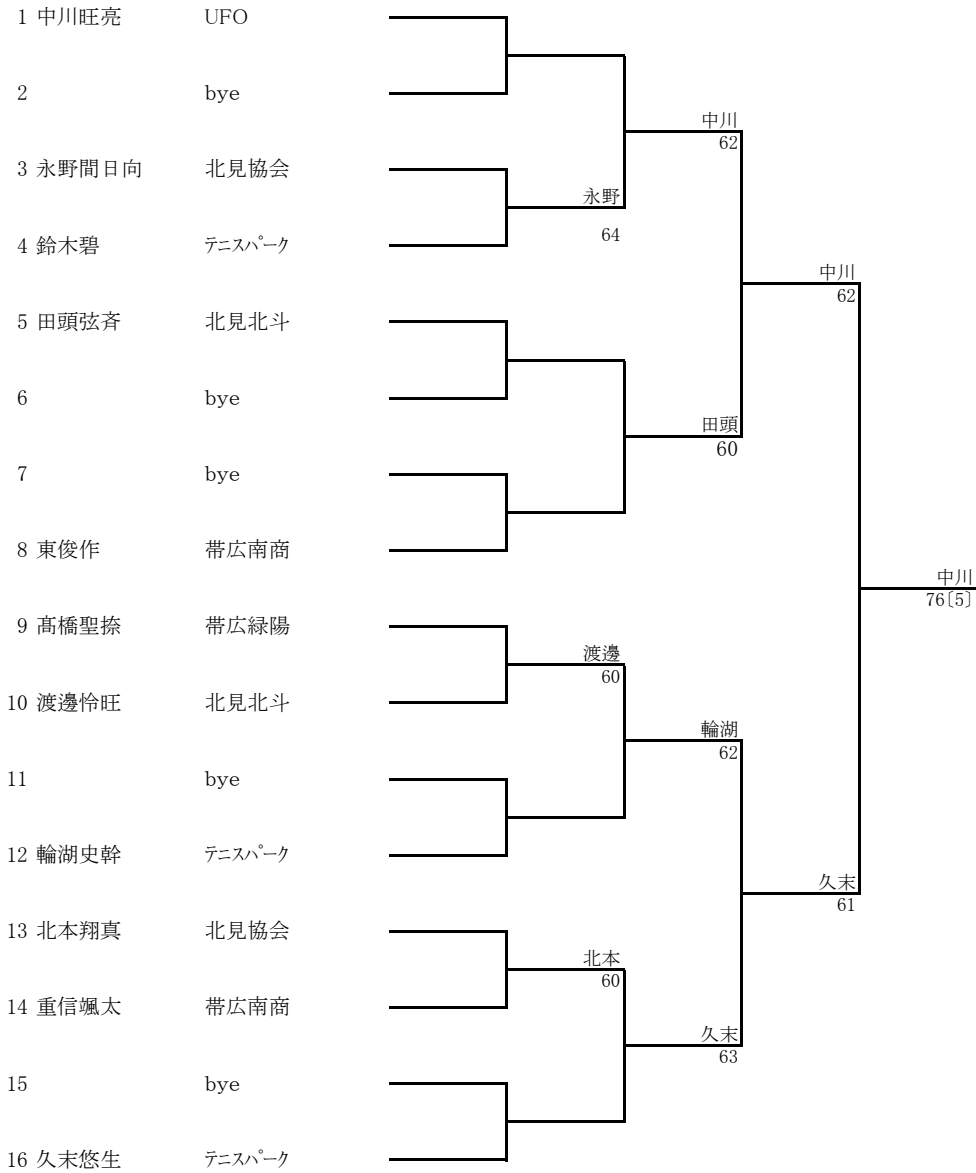 1 中川旺亮 UFO
2 bye
中川
62
3 永野間日向 北見協会
永野
64
4 鈴木碧 テニスパーク
中川
62
5 田頭弦斉 北見北斗
6 bye
田頭
60
7 bye
8 東俊作 帯広南商
中川
76〔5〕
9 髙橋聖捺 帯広緑陽
渡邊
60
10 渡邊怜旺 北見北斗
輪湖
62
11 bye
12 輪湖史幹 テニスパーク
久末
61
13 北本翔真 北見協会
北本
60
14 重信颯太 帯広南商
久末
63
15 bye
16 久末悠生 テニスパーク